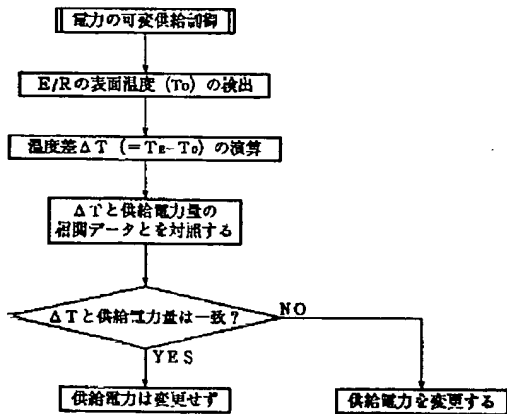 電力の可変供給制御
E/Rの表面温度 (To) の検出
温度差ΔT (=TE-To) の演算
ΔTと供給電力量の
相関データとを対照する
ΔTと供給電力量は一致?
NO
YES
供給電力は変更せず
供給電力を変更する